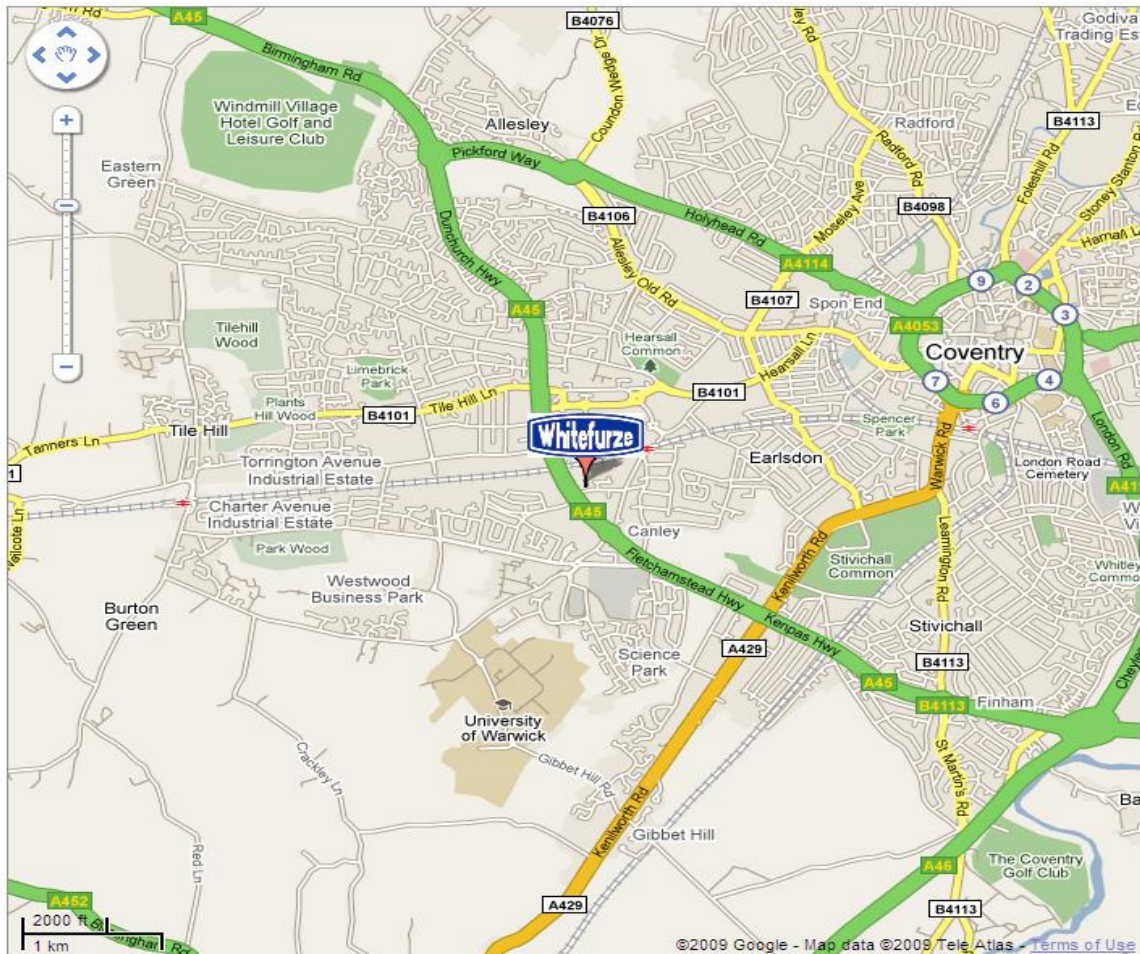 A45
B4076
Godiva
Trading Est
Birmingham Rd
Coundon Wedge Dr
Windmill Village
Hotel Golf and
Leisure Club
Allesley
Radford
B4113
Pickford Way
Radford Rd
Foleshill Rd
Stoney Stanton R
Eastern
Green
B4106
Moseley Ave
B4098
Harnall L
Dunchurch Hwy
Holyhead Rd
A4114
Allesley Old Rd
B4107
Spon End
9
2
3
A45
A4053
Tilehill
Wood
Hearsall
Common
Hearsall Ln
Coventry
Limebrick
Park
7
4
6
Plants
Hill Wood
B4101
Tile Hill Ln
B4101
Tanners Ln
Tile Hill
Whitefurze
Spencer
Park
Warwick Rd
London Rd
1
Torrington Avenue
Industrial Estate
Earlsdon
London Road
Cemetery
Charter Avenue
Industrial Estate
A45
Canley
Park Wood
Fletchamstead Hwy
Kenilworth Rd
Stivichall
Common
Leamington Rd
Whitley
Common
Westwood
Business Park
Burton
Green
Kenpas Hwy
Stivichall
A429
B4113
Science
Park
A45
B4113
Finham
University
of Warwick
St Martin's Rd
Crackley Ln
Gibbet Hill Rd
Kenilworth Rd
Gibbet Hill
Ba
Red Ln
A46
The Coventry
Golf Club
A452
A429
B4113
2000 ft
1 km
©2009 Google - Map data ©2009 Tele Atlas - Terms of Use